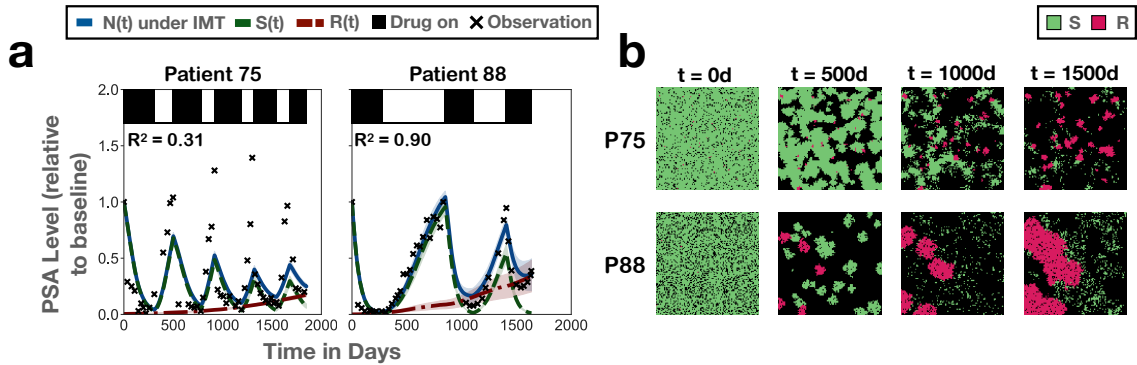 N(t) under IMT S(t) R(t) Drug on Observation
a
Patient 75 Patient 88
2.0
1.5
1.0
0.5
0.0
R² = 0.31 R² = 0.90
PSA Level (relative
to baseline)
0 500 1000 1500 2000 0 500 1000 1500 2000
Time in Days
S R
b
t = 0d t = 500d t = 1000d t = 1500d
P75
P88